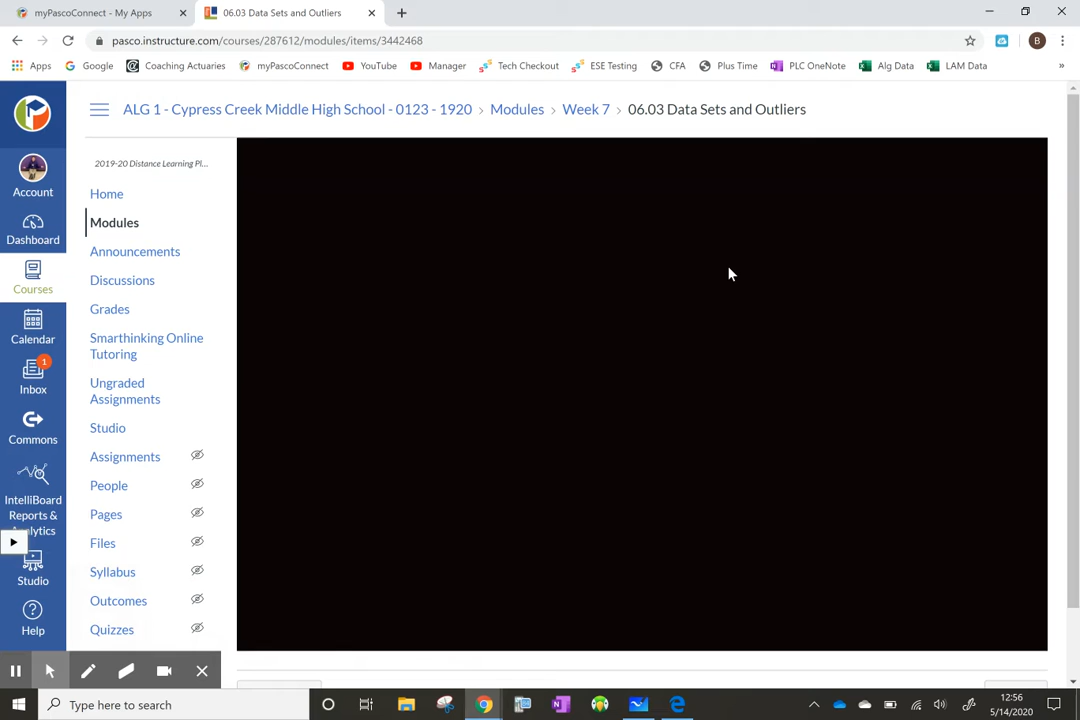 myPascoConnect - My Apps
06.03 Data Sets and Outliers
pasco.instructure.com/courses/287612/modules/items/3442468
B
Apps
Google
Coaching Actuaries
myPascoConnect
YouTube
Manager
Tech Checkout
ESE Testing
CFA
Plus Time
PLC OneNote
Alg Data
LAM Data
»
ALG 1 - Cypress Creek Middle High School - 0123 - 1920 › Modules › Week 7 › 06.03 Data Sets and Outliers
Account
Dashboard
Courses
Calendar
1
Inbox
Commons
IntelliBoard
Reports &
Analytics
Studio
Help
2019-20 Distance Learning Pl...
Home
Modules
Announcements
Discussions
Grades
Smarthinking Online
Tutoring
Ungraded
Assignments
Studio
Assignments
People
Pages
Files
Syllabus
Outcomes
Quizzes
Type here to search
12:56
5/14/2020